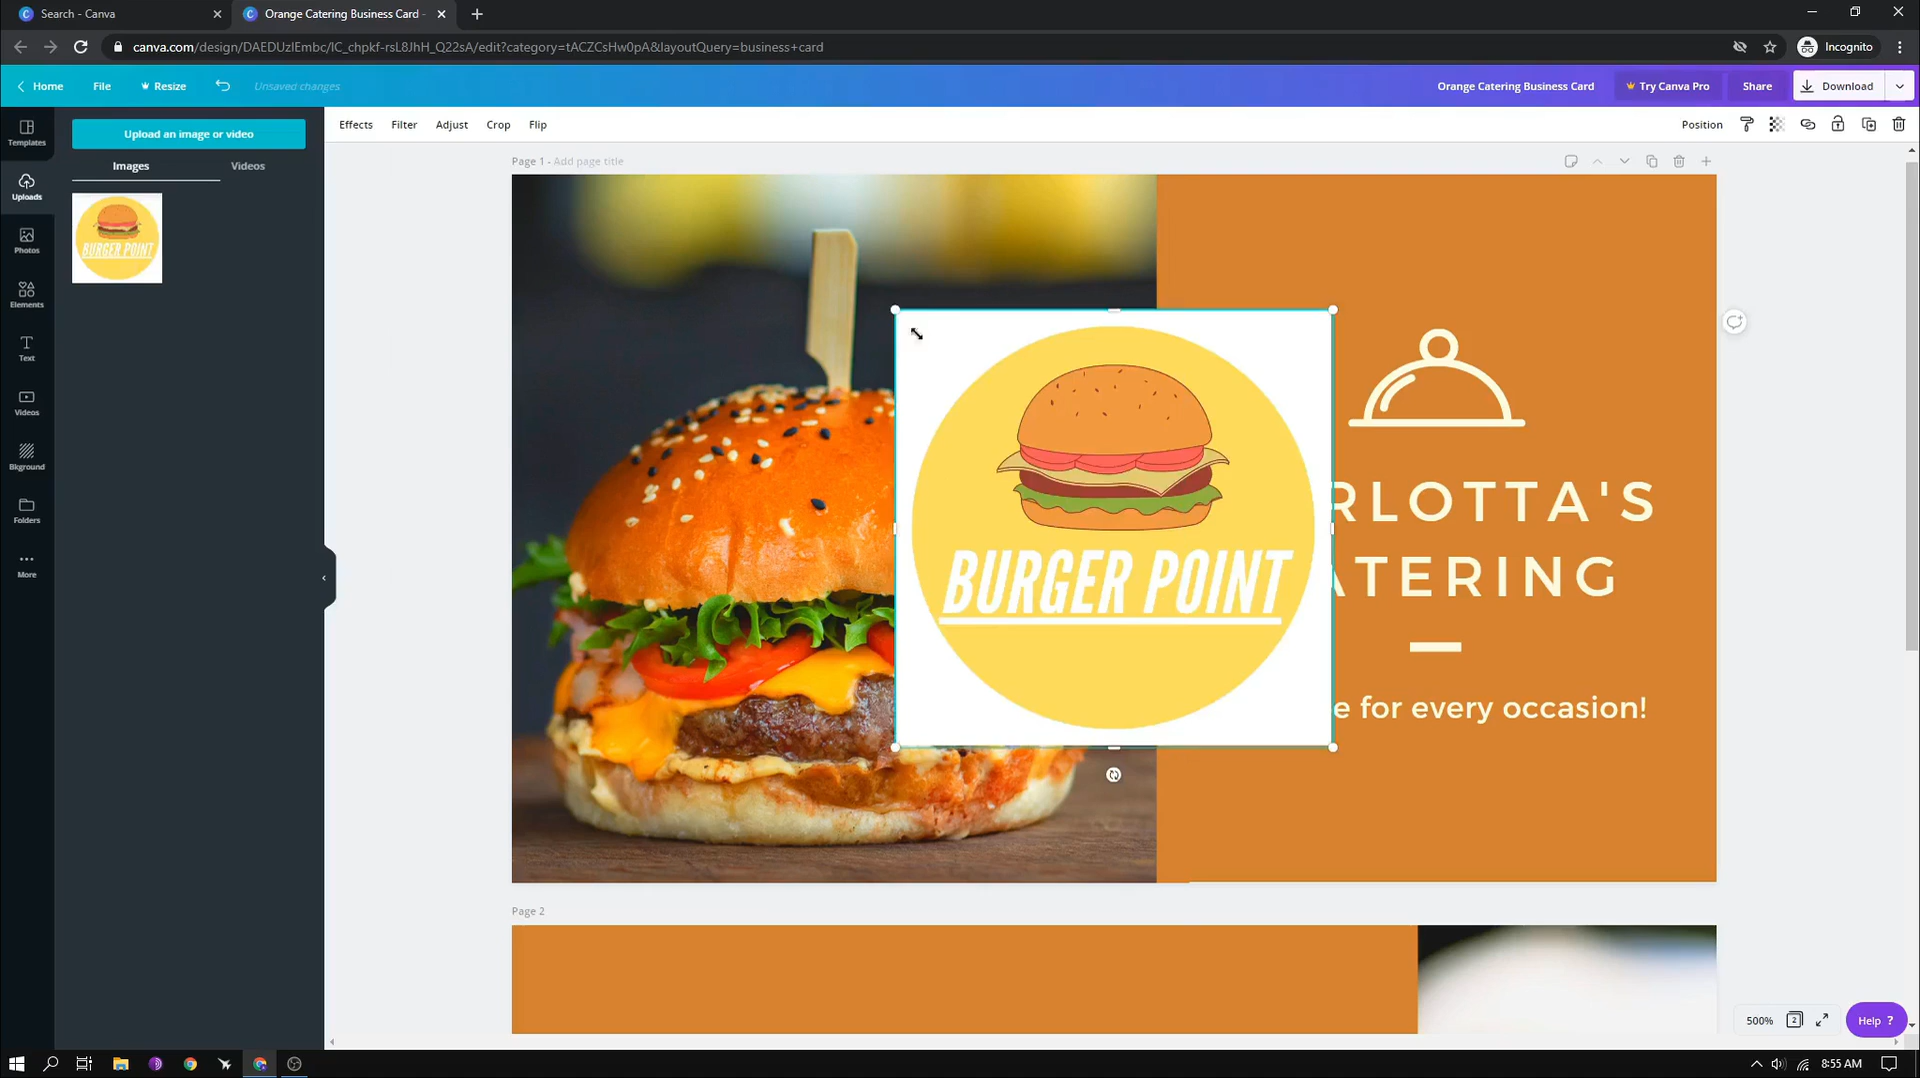 Search - Canva
Orange Catering Business Card -
canva.com/design/DAEDUzlEmbc/IC_chpkf-rsL8JhH_Q22sA/edit?category=tACZCsHw0pA&layoutQuery=business+card
Incognito
Home
File
Resize
Unsaved changes
Orange Catering Business Card
Try Canva Pro
Share
Download
Templates
Uploads
Photos
Elements
Text
Videos
Bkground
Folders
More
Upload an image or video
Images
Videos
BURGER POINT
Effects
Filter
Adjust
Crop
Flip
Position
Page 1 - Add page title
BURGER POINT
RLOTTA'S
ATERING
e for every occasion!
Page 2
500%
2
Help ?
8:55 AM